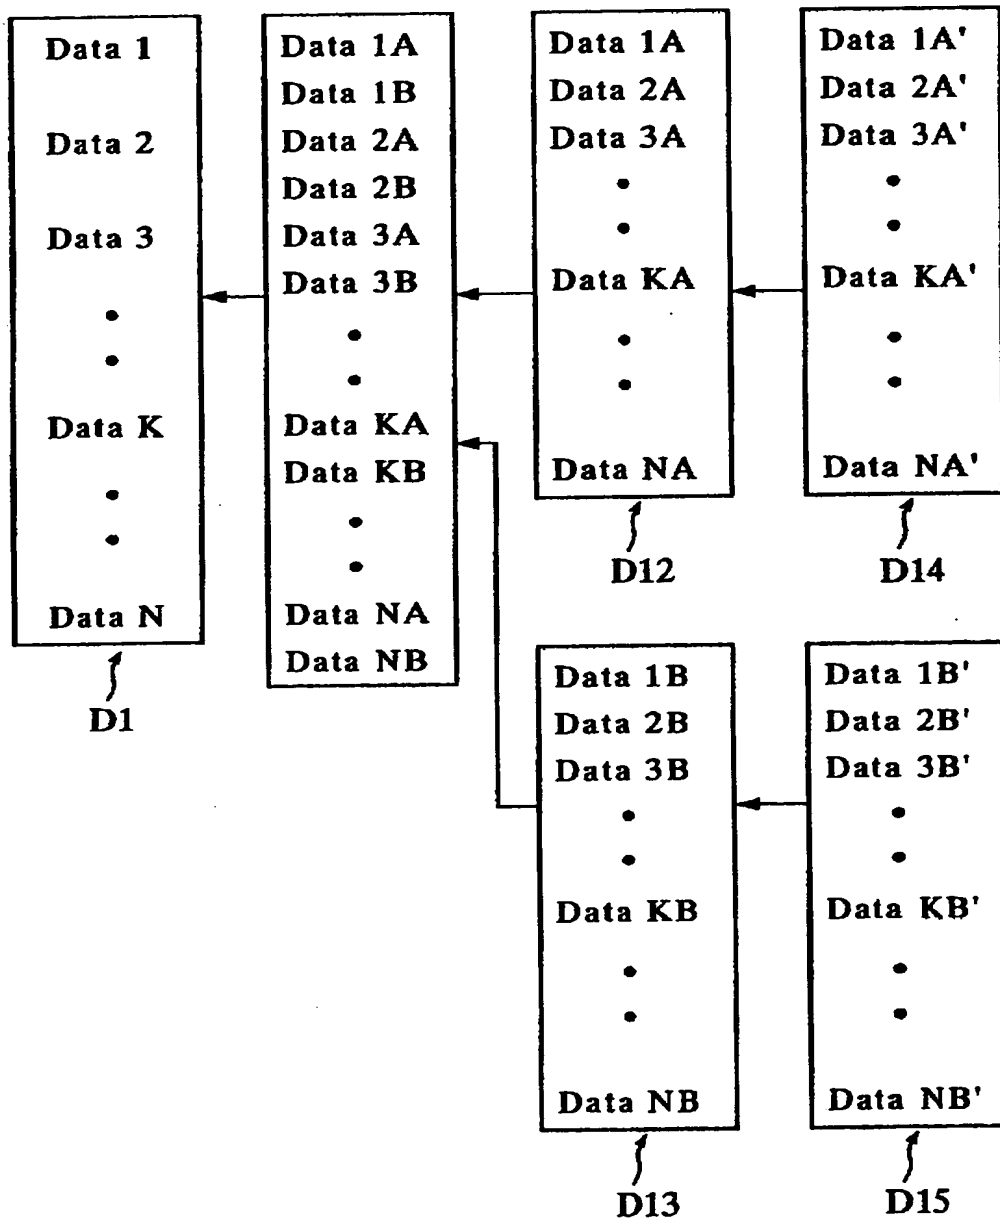 Data 1
Data 2
Data 3
Data K
Data N
D1
Data 1A
Data 1B
Data 2A
Data 2B
Data 3A
Data 3B
Data KA
Data KB
Data NA
Data NB
Data 1A
Data 2A
Data 3A
Data KA
Data NA
D12
Data 1A'
Data 2A'
Data 3A'
Data KA'
Data NA'
D14
Data 1B
Data 2B
Data 3B
Data KB
Data NB
D13
Data 1B'
Data 2B'
Data 3B'
Data KB'
Data NB'
D15